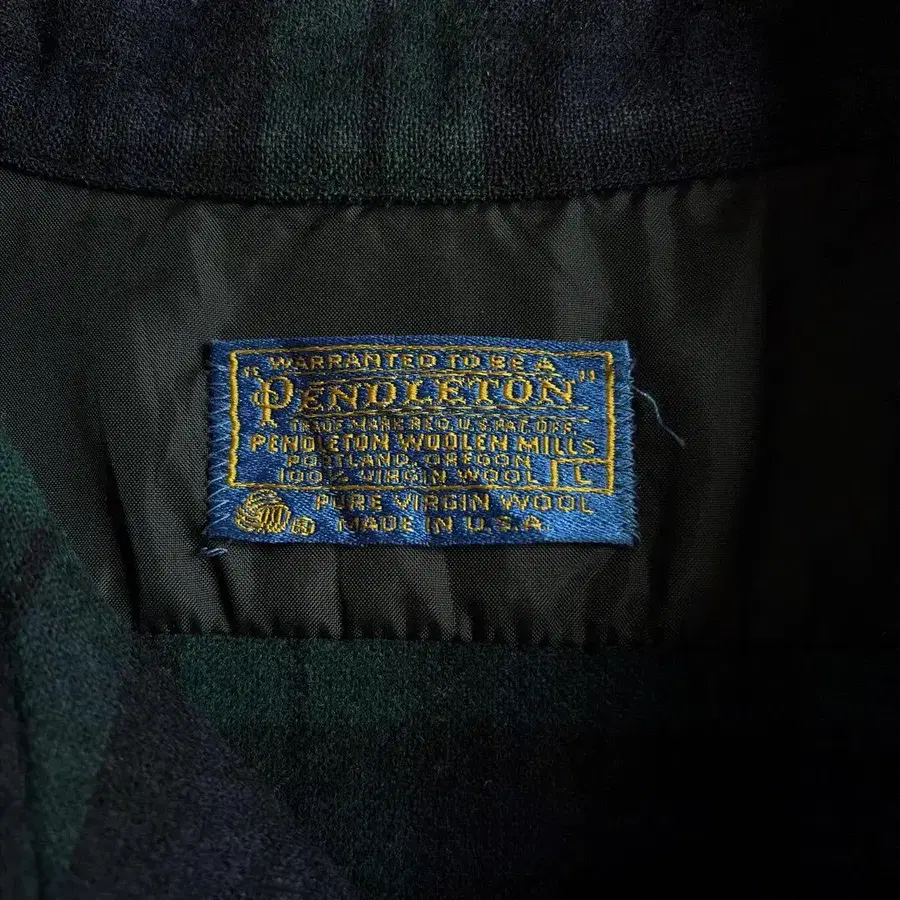 WARRANTED TO BE A
"PENDLETON"
TRADE MARK REG. U.S. PAT. OFF.
PENDLETON WOOLEN MILLS
PORTLAND, OREGON
100% VIRGIN WOOL L
PURE VIRGIN WOOL
R MADE IN U.S.A.